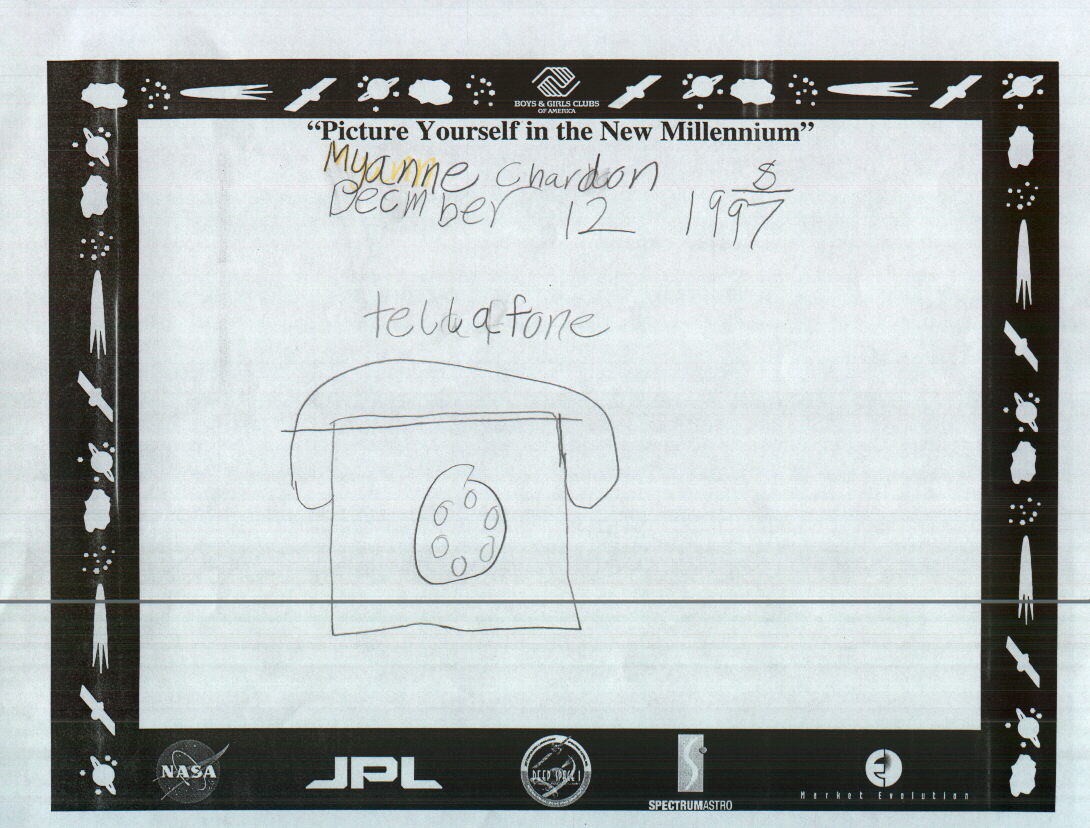 BOYS & GIRLS CLUBS
OF AMERICA
"Picture Yourself in the New Millennium"
Myanne Chardon 8
Decmber 12 1997
tellafone
NASA
JPL
DEEP SPACE 1
SPECTRUMASTRO
Market Evolution